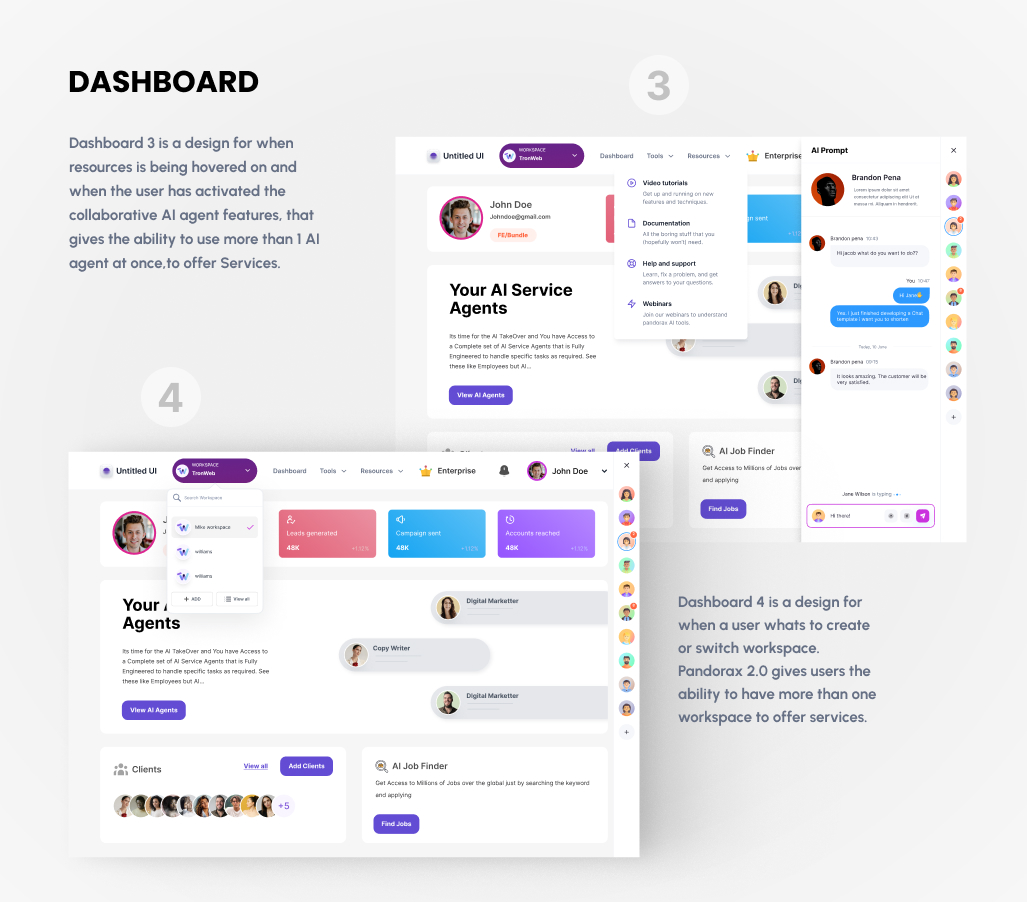 DASHBOARD
Dashboard 3 is a design for when
resources is being hovered on and
when the user has activated the
collaborative AI agent features, that
gives the ability to use more than 1 AI
agent at once,to offer Services.
3
Untitled UI
WORKSPACE
TronWeb
Dashboard
Tools
Resources
Enterprise
John Doe
Johndoe@gmail.com
FE/Bundle
Video tutorials
Get up and running on new
features and techniques.
Documentation
All the boring stuff that you
(hopefully won't) need.
Help and support
Learn, fix a problem, and get
answers to your questions.
Webinars
Join our webinars to understand
pandorax AI tools.
gn sent
+1.12%
Your AI Service
Agents
Its time for the AI TakeOver and You have Access to
a Complete set of AI Service Agents that is Fully
Engineered to handle specific tasks as required. See
these like Employees but AI...
View AI Agents
View all
Add Clients
AI Job Finder
Get Access to Millions of Jobs over
and applying
Find Jobs
AI Prompt
Brandon Pena
Lorem ipsum dolor sit amet
consectetur adipiscing elit Ut et
massa mi. Aliquam in hendrerit.
Brandon pena 10:43
Hi jacob what do you want to do??
You 10:47
Hi Jane👋
Yes, I just finished developing a Chat
template I want you to shorten
Today, 10 June
Brandon pena 09:15
It looks amazing. The customer will be
very satisfied.
Jane Wilson is typing
Hi there!
4
Untitled UI
WORKSPACE
TronWeb
Dashboard
Tools
Resources
Enterprise
John Doe
Search Workspace
Mike workspace
williams
williams
+ ADD
View all
Leads generated
48K
+1.12%
Campaign sent
48K
+1.12%
Accounts reached
48K
+1.12%
Your A
Agents
Its time for the AI TakeOver and You have Access to
a Complete set of AI Service Agents that is Fully
Engineered to handle specific tasks as required. See
these like Employees but AI...
View AI Agents
Digital Marketter
Copy Writer
Digital Marketter
Clients
View all
Add Clients
+5
AI Job Finder
Get Access to Millions of Jobs over the global just by searching the keyword
and applying
Find Jobs
Dashboard 4 is a design for
when a user whats to create
or switch workspace.
Pandorax 2.0 gives users the
ability to have more than one
workspace to offer services.